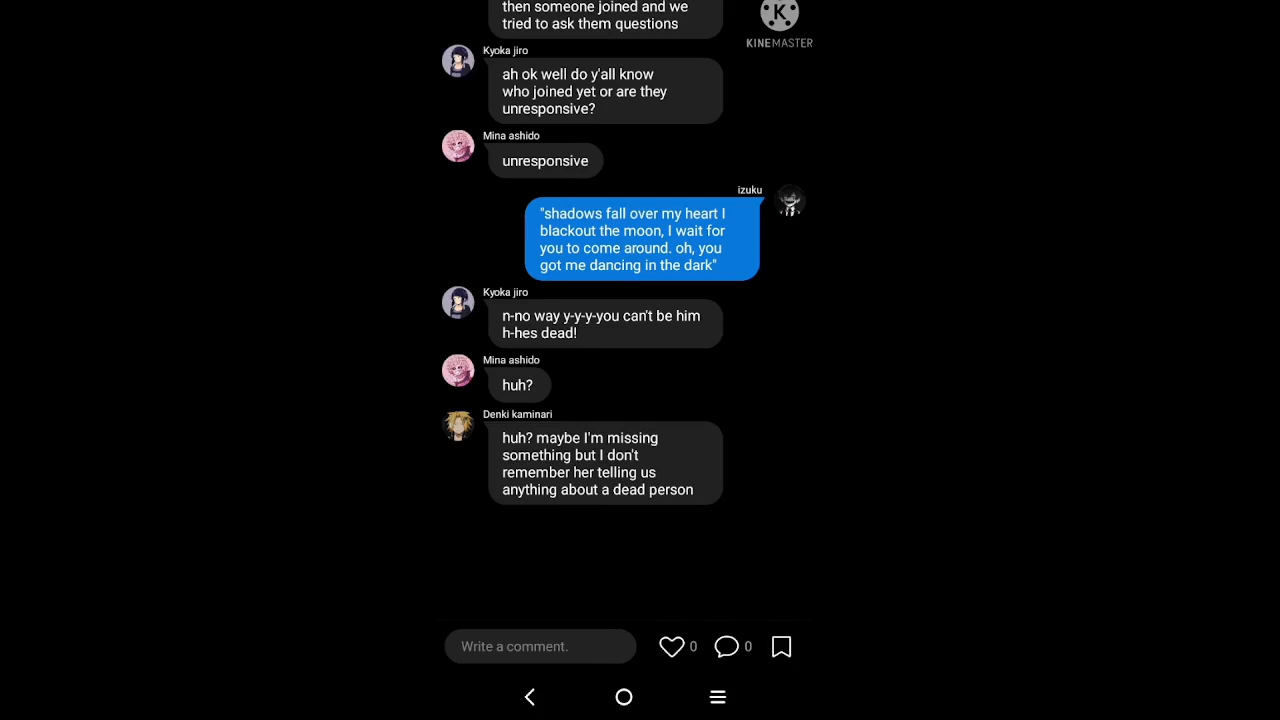 then someone joined and we
tried to ask them questions
K
KINEMASTER
Kyoka jiro
ah ok well do y'all know
who joined yet or are they
unresponsive?
Mina ashido
unresponsive
izuku
"shadows fall over my heart I
blackout the moon, I wait for
you to come around. oh, you
got me dancing in the dark"
Kyoka jiro
n-no way y-y-y-you can't be him
h-hes dead!
Mina ashido
huh?
Denki kaminari
huh? maybe I'm missing
something but I don't
remember her telling us
anything about a dead person
Write a comment.
0
0